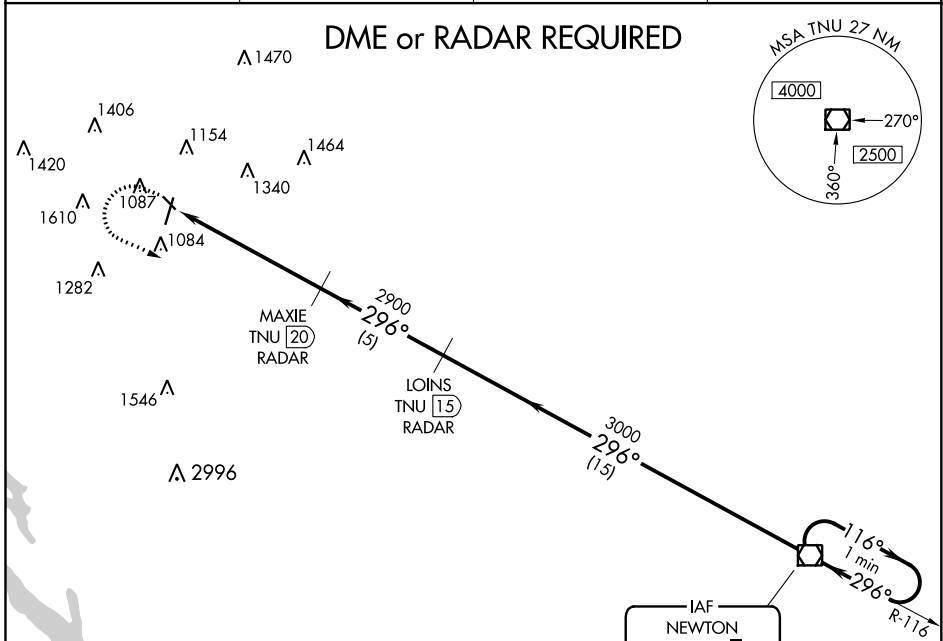 DME or RADAR REQUIRED
MSA TNU 27 NM
4000
270°
2500
360°
1470
1406
1154
1464
1420
1340
1087
1610
1084
1282
2900
296°
(5)
MAXIE
TNU 20
RADAR
LOINS
TNU 15
RADAR
1546
3000
296°
(15)
2996
116°
1 min
296°
R-116
IAF
NEWTON